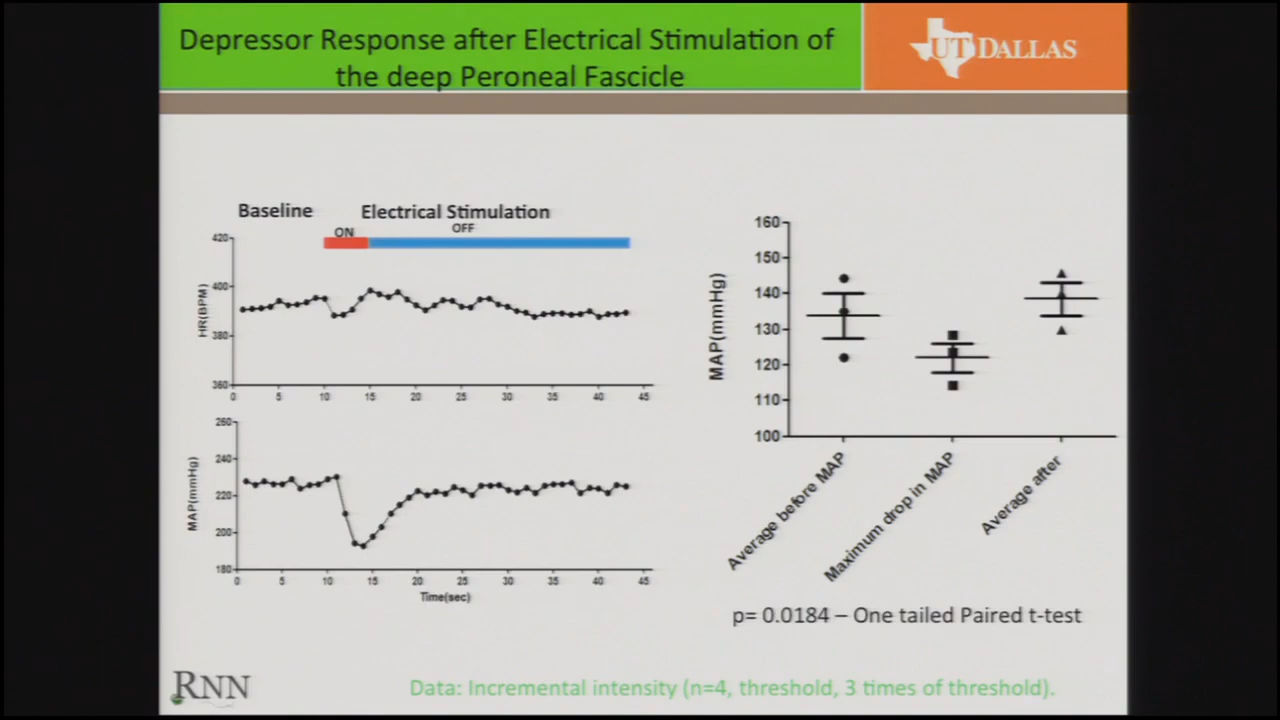 Depressor Response after Electrical Stimulation of
the deep Peroneal Fascicle
UT DALLAS
Baseline
Electrical Stimulation
ON
OFF
420
400
380
360
HR(BPM)
0 5 10 15 20 25 30 35 40 45
260
240
220
200
180
MAP(mmHg)
0 5 10 15 20 25 30 35 40 45
Time(sec)
160
150
140
130
120
110
100
MAP(mmHg)
Average before MAP
Maximum drop in MAP
Average after
p= 0.0184 – One tailed Paired t-test
RNN
Data: Incremental intensity (n=4, threshold, 3 times of threshold).